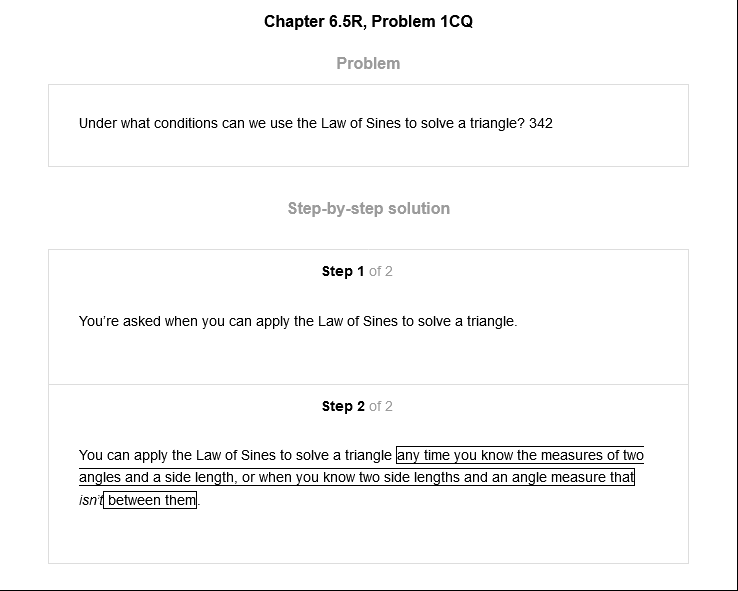 Chapter 6.5R, Problem 1CQ
Problem
Under what conditions can we use the Law of Sines to solve a triangle? 342
Step-by-step solution
Step 1 of 2
You’re asked when you can apply the Law of Sines to solve a triangle.
Step 2 of 2
You can apply the Law of Sines to solve a triangle any time you know the measures of two
angles and a side length, or when you know two side lengths and an angle measure that
isn’t between them.